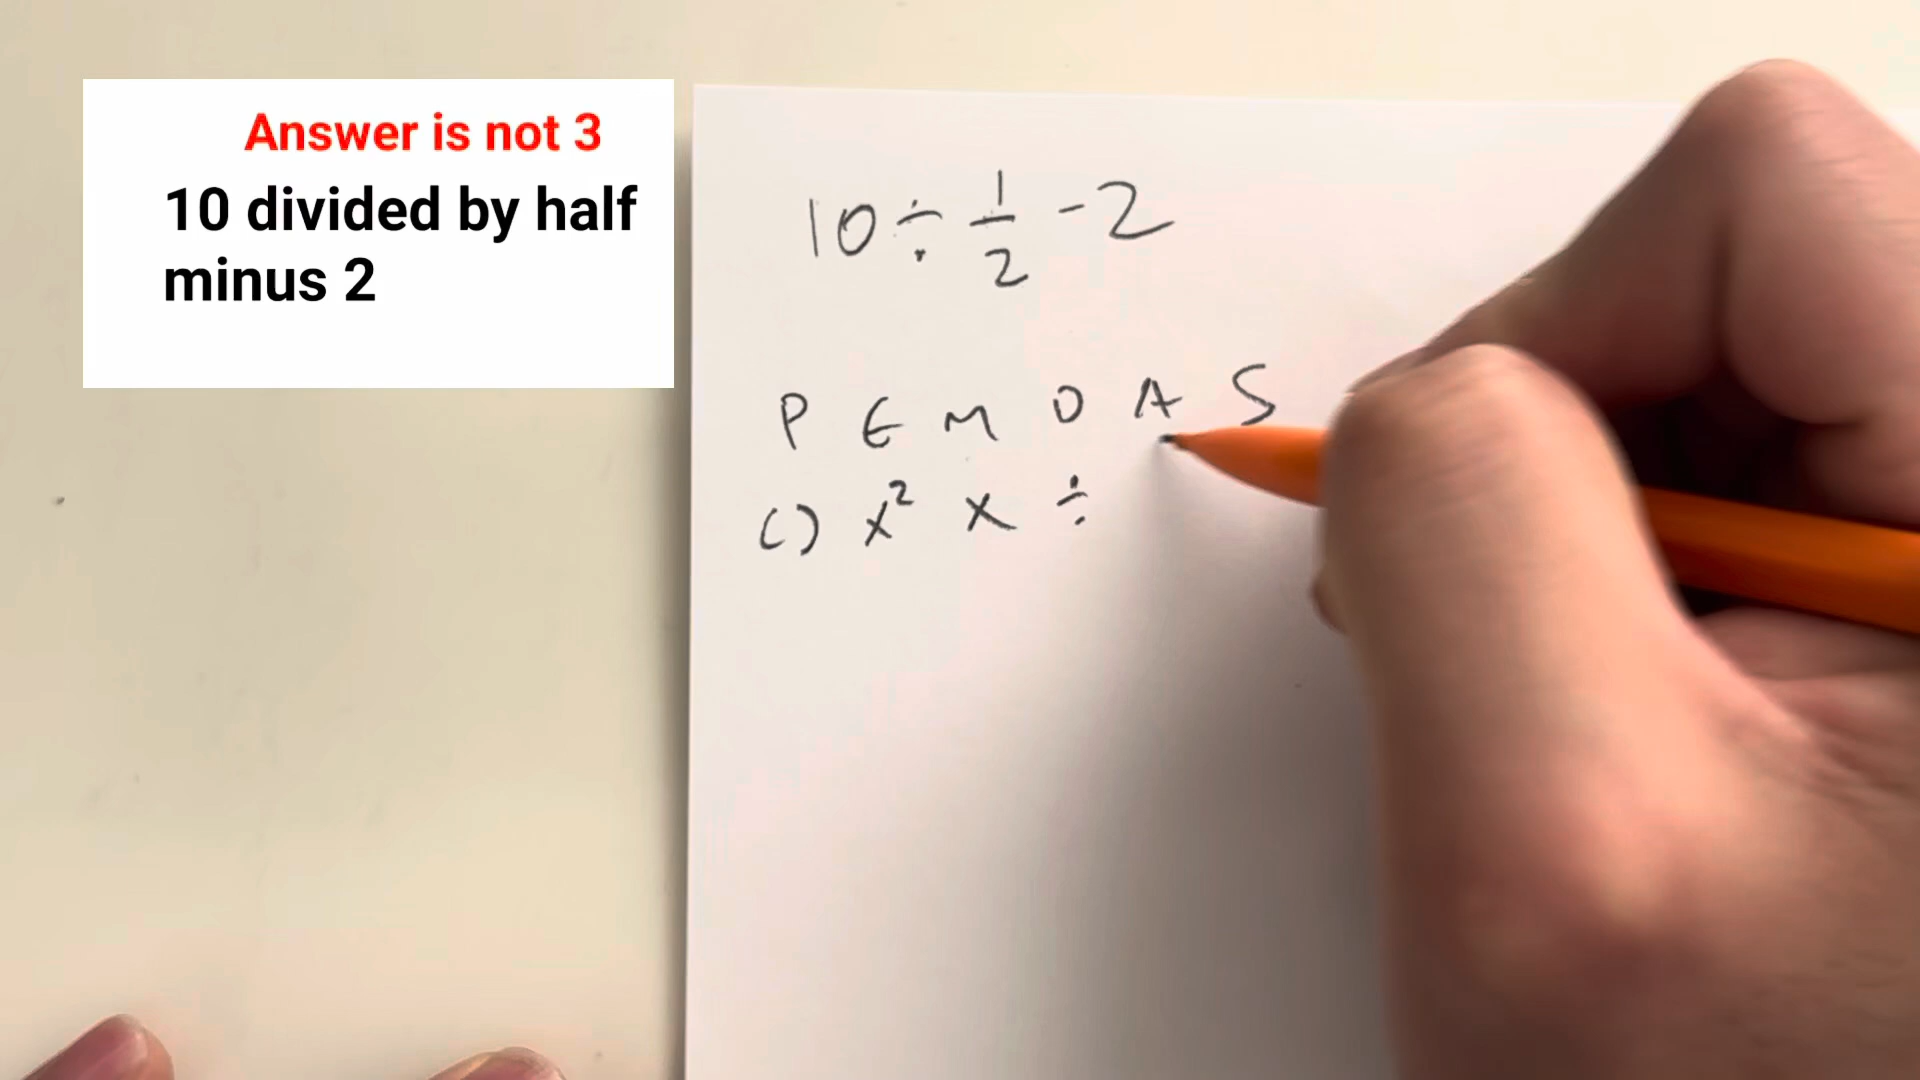 Answer is not 3
10 divided by half
minus 2
10 ÷ 1/2 - 2
P E M D A S
() x² × ÷